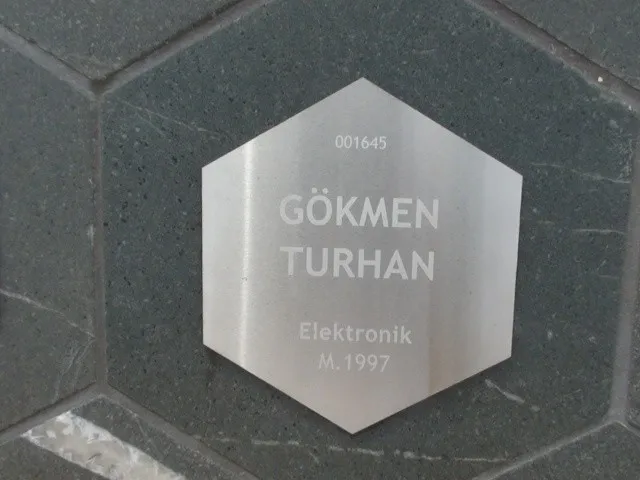 001645
GÖKMEN
TURHAN
Elektronik
M.1997